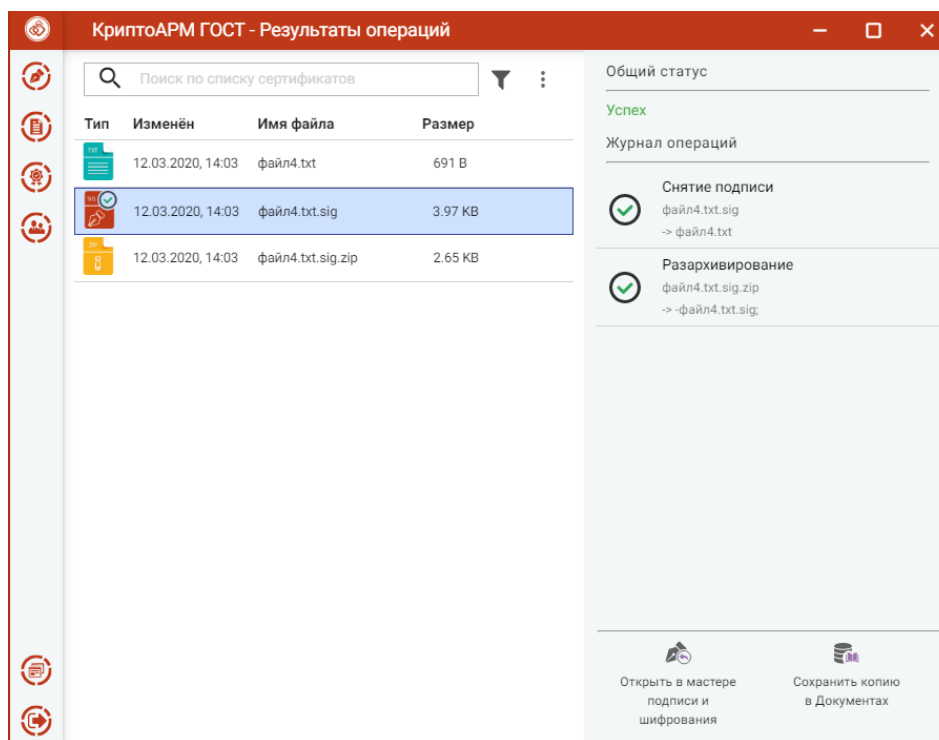 КриптоАРМ ГОСТ - Результаты операций
Поиск по списку сертификатов
Тип Изменён Имя файла Размер
TXT
12.03.2020, 14:03 файл4.txt 691 B
SIG
12.03.2020, 14:03 файл4.txt.sig 3.97 KB
ZIP
12.03.2020, 14:03 файл4.txt.sig.zip 2.65 KB
Общий статус
Успех
Журнал операций
Снятие подписи
файл4.txt.sig
-> файл4.txt
Разархивирование
файл4.txt.sig.zip
-> -файл4.txt.sig;
Открыть в мастере
подписи и
шифрования
Сохранить копию
в Документах